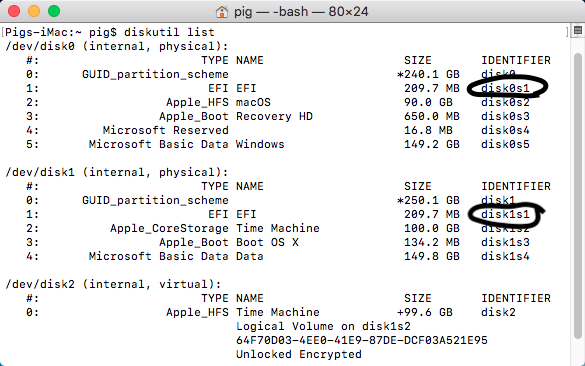 pig — -bash — 80×24
Pigs-iMac:~ pig$ diskutil list
/dev/disk0 (internal, physical):
#: TYPE NAME SIZE IDENTIFIER
0: GUID_partition_scheme *240.1 GB disk0
1: EFI EFI 209.7 MB disk0s1
2: Apple_HFS macOS 90.0 GB disk0s2
3: Apple_Boot Recovery HD 650.0 MB disk0s3
4: Microsoft Reserved 16.8 MB disk0s4
5: Microsoft Basic Data Windows 149.2 GB disk0s5
/dev/disk1 (internal, physical):
#: TYPE NAME SIZE IDENTIFIER
0: GUID_partition_scheme *250.1 GB disk1
1: EFI EFI 209.7 MB disk1s1
2: Apple_CoreStorage Time Machine 100.0 GB disk1s2
3: Apple_Boot Boot OS X 134.2 MB disk1s3
4: Microsoft Basic Data Data 149.8 GB disk1s4
/dev/disk2 (internal, virtual):
#: TYPE NAME SIZE IDENTIFIER
0: Apple_HFS Time Machine +99.6 GB disk2
Logical Volume on disk1s2
64F70D03-4EE0-41E9-87DE-DCF03A521E95
Unlocked Encrypted